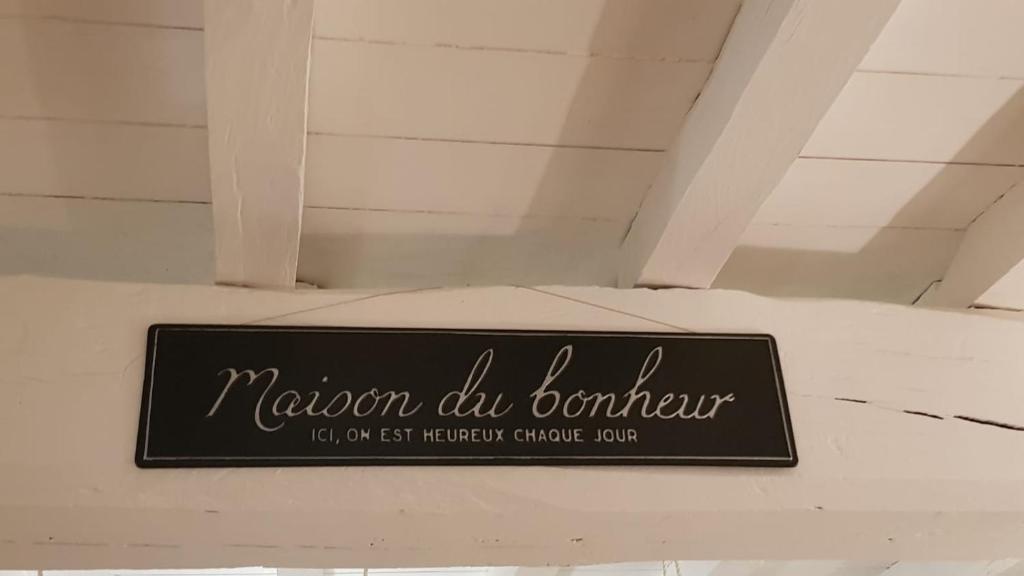 Maison du bonheur
ICI, ON EST HEUREUX CHAQUE JOUR